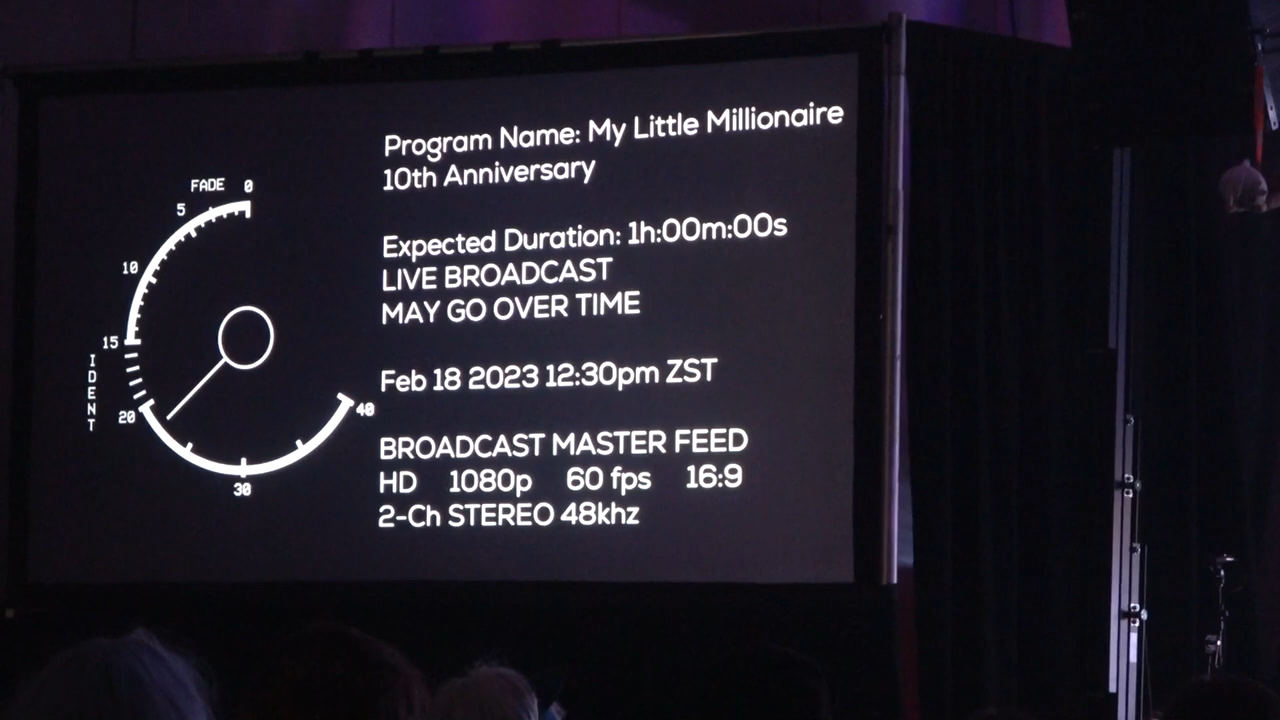 Program Name: My Little Millionaire
10th Anniversary
Expected Duration: 1h:00m:00s
LIVE BROADCAST
MAY GO OVER TIME
Feb 18 2023 12:30pm ZST
BROADCAST MASTER FEED
HD 1080p 60 fps 16:9
2-Ch STEREO 48khz
FADE 0
5
10
15
IDENT
20
30
40